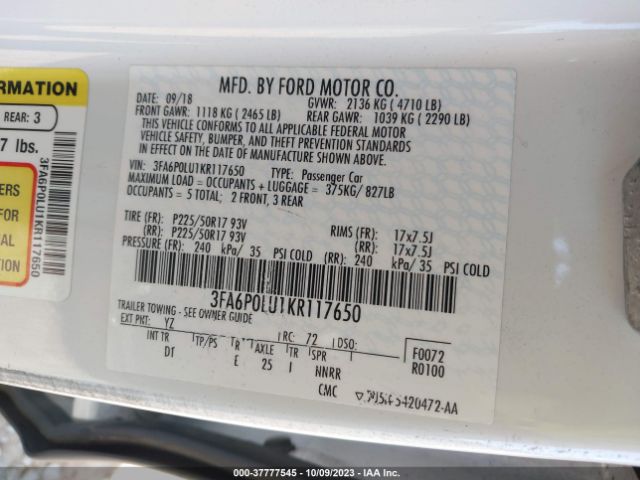 ORMATION
REAR: 3
7 lbs.
ERS
FOR
AL
ION
3FA6P0LU1KR117650
MFD. BY FORD MOTOR CO.
DATE: 09/18 GVWR: 2136 KG ( 4710 LB)
FRONT GAWR: 1118 KG ( 2465 LB) REAR GAWR: 1039 KG ( 2290 LB)
THIS VEHICLE CONFORMS TO ALL APPLICABLE FEDERAL MOTOR
VEHICLE SAFETY, BUMPER, AND THEFT PREVENTION STANDARDS
IN EFFECT ON THE DATE OF MANUFACTURE SHOWN ABOVE.
VIN: 3FA6P0LU1KR117650 TYPE: Passenger Car
MAXIMUM LOAD = OCCUPANTS + LUGGAGE = 375KG/ 827LB
OCCUPANTS = 5 TOTAL; 2 FRONT, 3 REAR
TIRE (FR): P225/50R17 93V RIMS (FR): 17x7.5J
(RR): P225/50R17 93V (RR): 17x7.5J
PRESSURE (FR): 240 kPa/ 35 PSI COLD (RR): 240 kPa/ 35 PSI COLD
3FA6P0LU1KR117650
TRAILER TOWING - SEE OWNER GUIDE
EXT PNT: YZ RC: 72 DSO: F0072
INT TR TP/PS R AXLE TR SPR R0100
DT E 25 I NNRR
CMC 5420472-AA
000-37777545 | 10/09/2023 | IAA Inc.